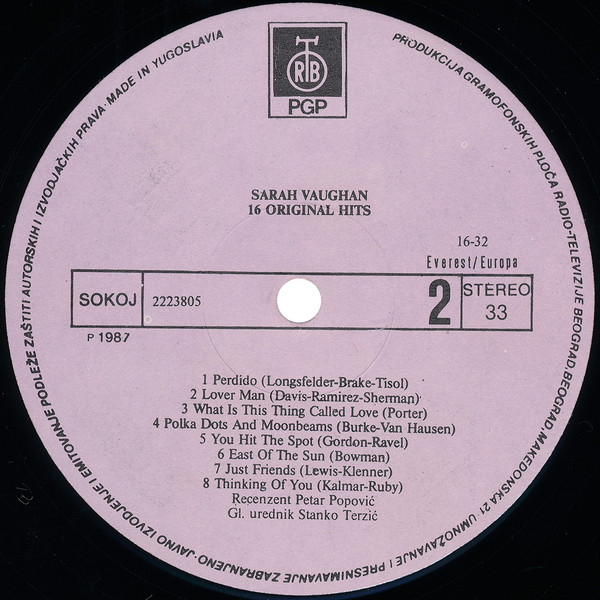 PRODUKCIJA GRAMOFONSKIH PLOČA RADIO-TELEVIZIJE BEOGRAD, BEOGRAD, MAKEDONSKA 21 · UMNOŽAVANJE I PRESNIMAVANJE ZABRANJENO · JAVNO IZVODJENJE I EMITOVANJE PODLEŽE ZAŠTITI AUTORSKIH I IZVODJAČKIH PRAVA · MADE IN YUGOSLAVIA
RTB
PGP
SARAH VAUGHAN
16 ORIGINAL HITS
16-32
Everest/Europa
SOKOJ 2223805 2 STEREO
33
P 1987
1 Perdido (Longsfelder-Brake-Tisol)
2 Lover Man (Davis-Ramirez-Sherman)
3 What Is This Thing Called Love (Porter)
4 Polka Dots And Moonbeams (Burke-Van Hausen)
5 You Hit The Spot (Gordon-Ravel)
6 East Of The Sun (Bowman)
7 Just Friends (Lewis-Klenner)
8 Thinking Of You (Kalmar-Ruby)
Recenzent Petar Popović
Gl. urednik Stanko Terzić